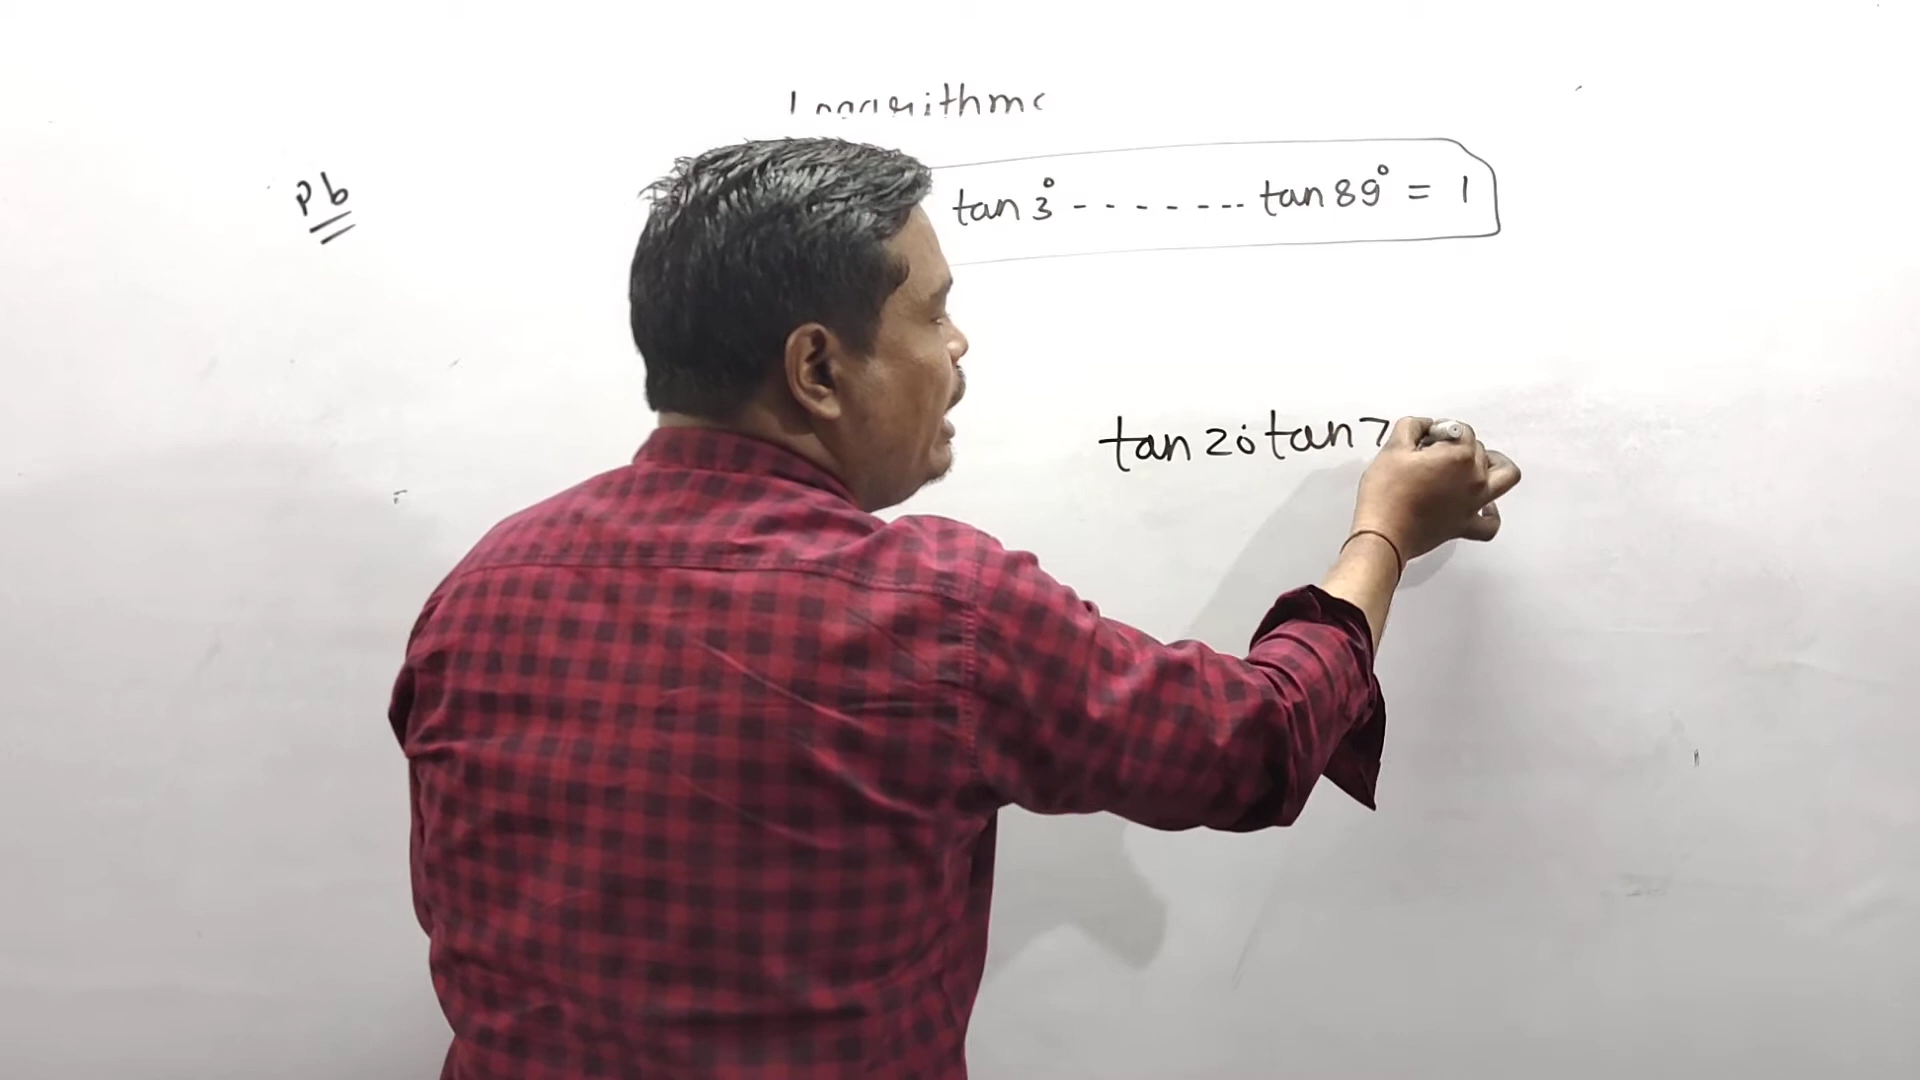 Logarithms
Pb
tan 3° - - - - - - - tan 89° = 1
tan 20° tan 7